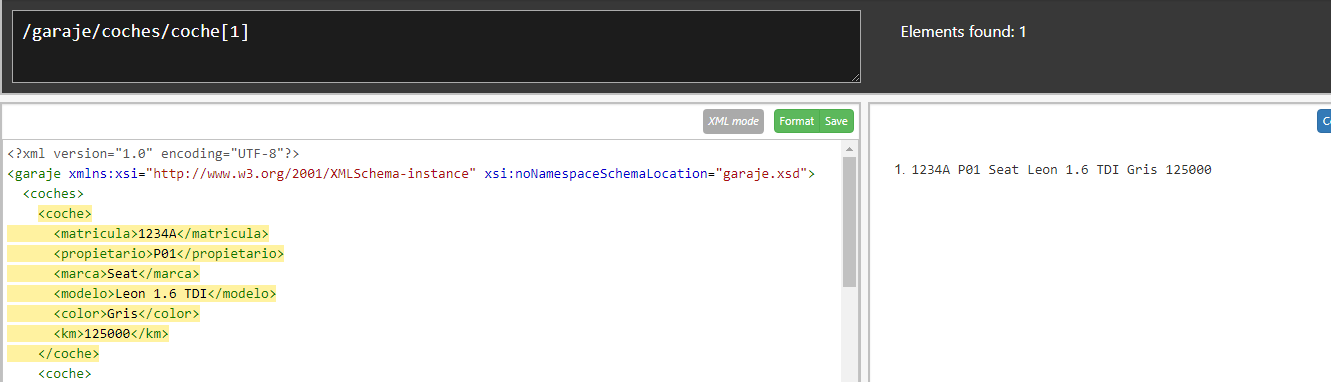 /garaje/coches/coche[1]
Elements found: 1
XML mode
Format
Save
<?xml version="1.0" encoding="UTF-8"?>
<garaje xmlns:xsi="http://www.w3.org/2001/XMLSchema-instance" xsi:noNamespaceSchemaLocation="garaje.xsd">
<coches>
<coche>
<matricula>1234A</matricula>
<propietario>P01</propietario>
<marca>Seat</marca>
<modelo>Leon 1.6 TDI</modelo>
<color>Gris</color>
<km>125000</km>
</coche>
<coche>
1. 1234A P01 Seat Leon 1.6 TDI Gris 125000